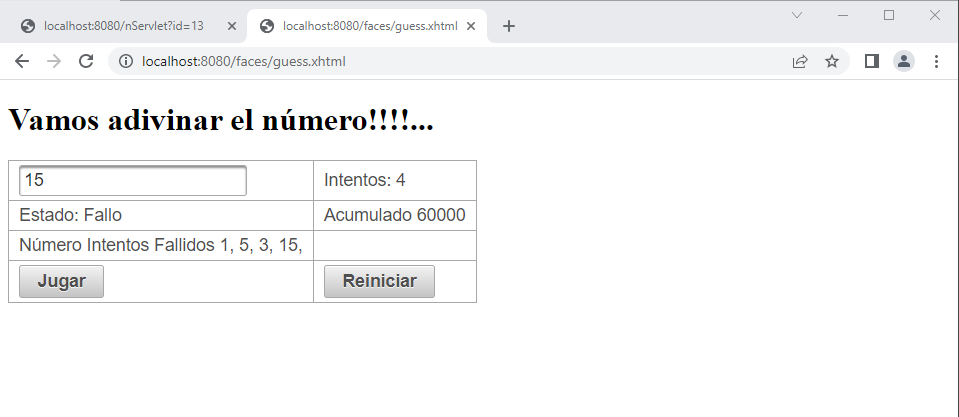 localhost:8080/nServlet?id=13
localhost:8080/faces/guess.xhtml
localhost:8080/faces/guess.xhtml
Vamos adivinar el número!!!!...
15
Intentos: 4
Estado: Fallo
Acumulado 60000
Número Intentos Fallidos 1, 5, 3, 15,
Jugar
Reiniciar